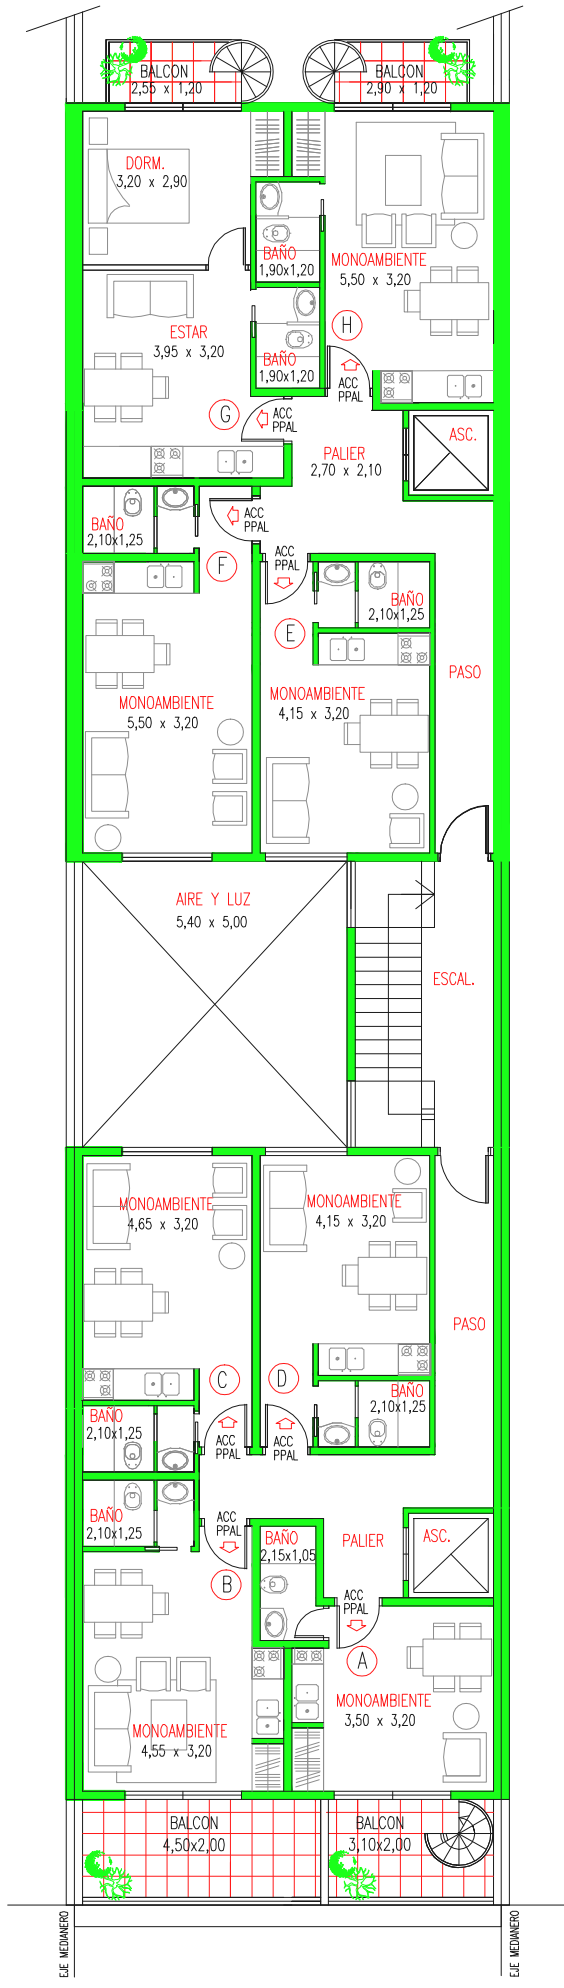 BALCON
2,55 x 1,20
BALCON
2,90 x 1,20
DORM.
3,20 x 2,90
BAÑO
1,90x1,20
MONOAMBIENTE
5,50 x 3,20
H
ESTAR
3,95 x 3,20
BAÑO
1,90x1,20
ACC
PPAL
G
ACC
PPAL
ASC.
PALIER
2,70 x 2,10
BAÑO
2,10x1,25
ACC
PPAL
F
ACC
PPAL
BAÑO
2,10x1,25
E
PASO
MONOAMBIENTE
5,50 x 3,20
MONOAMBIENTE
4,15 x 3,20
AIRE Y LUZ
5,40 x 5,00
ESCAL.
MONOAMBIENTE
4,65 x 3,20
MONOAMBIENTE
4,15 x 3,20
PASO
C
D
BAÑO
2,10x1,25
BAÑO
2,10x1,25
ACC
PPAL
ACC
PPAL
BAÑO
2,10x1,25
ACC
PPAL
BAÑO
2,15x1,05
PALIER
ASC.
B
ACC
PPAL
A
MONOAMBIENTE
4,55 x 3,20
MONOAMBIENTE
3,50 x 3,20
BALCON
4,50x2,00
BALCON
3,10x2,00
EJE MEDIANERO
EJE MEDIANERO